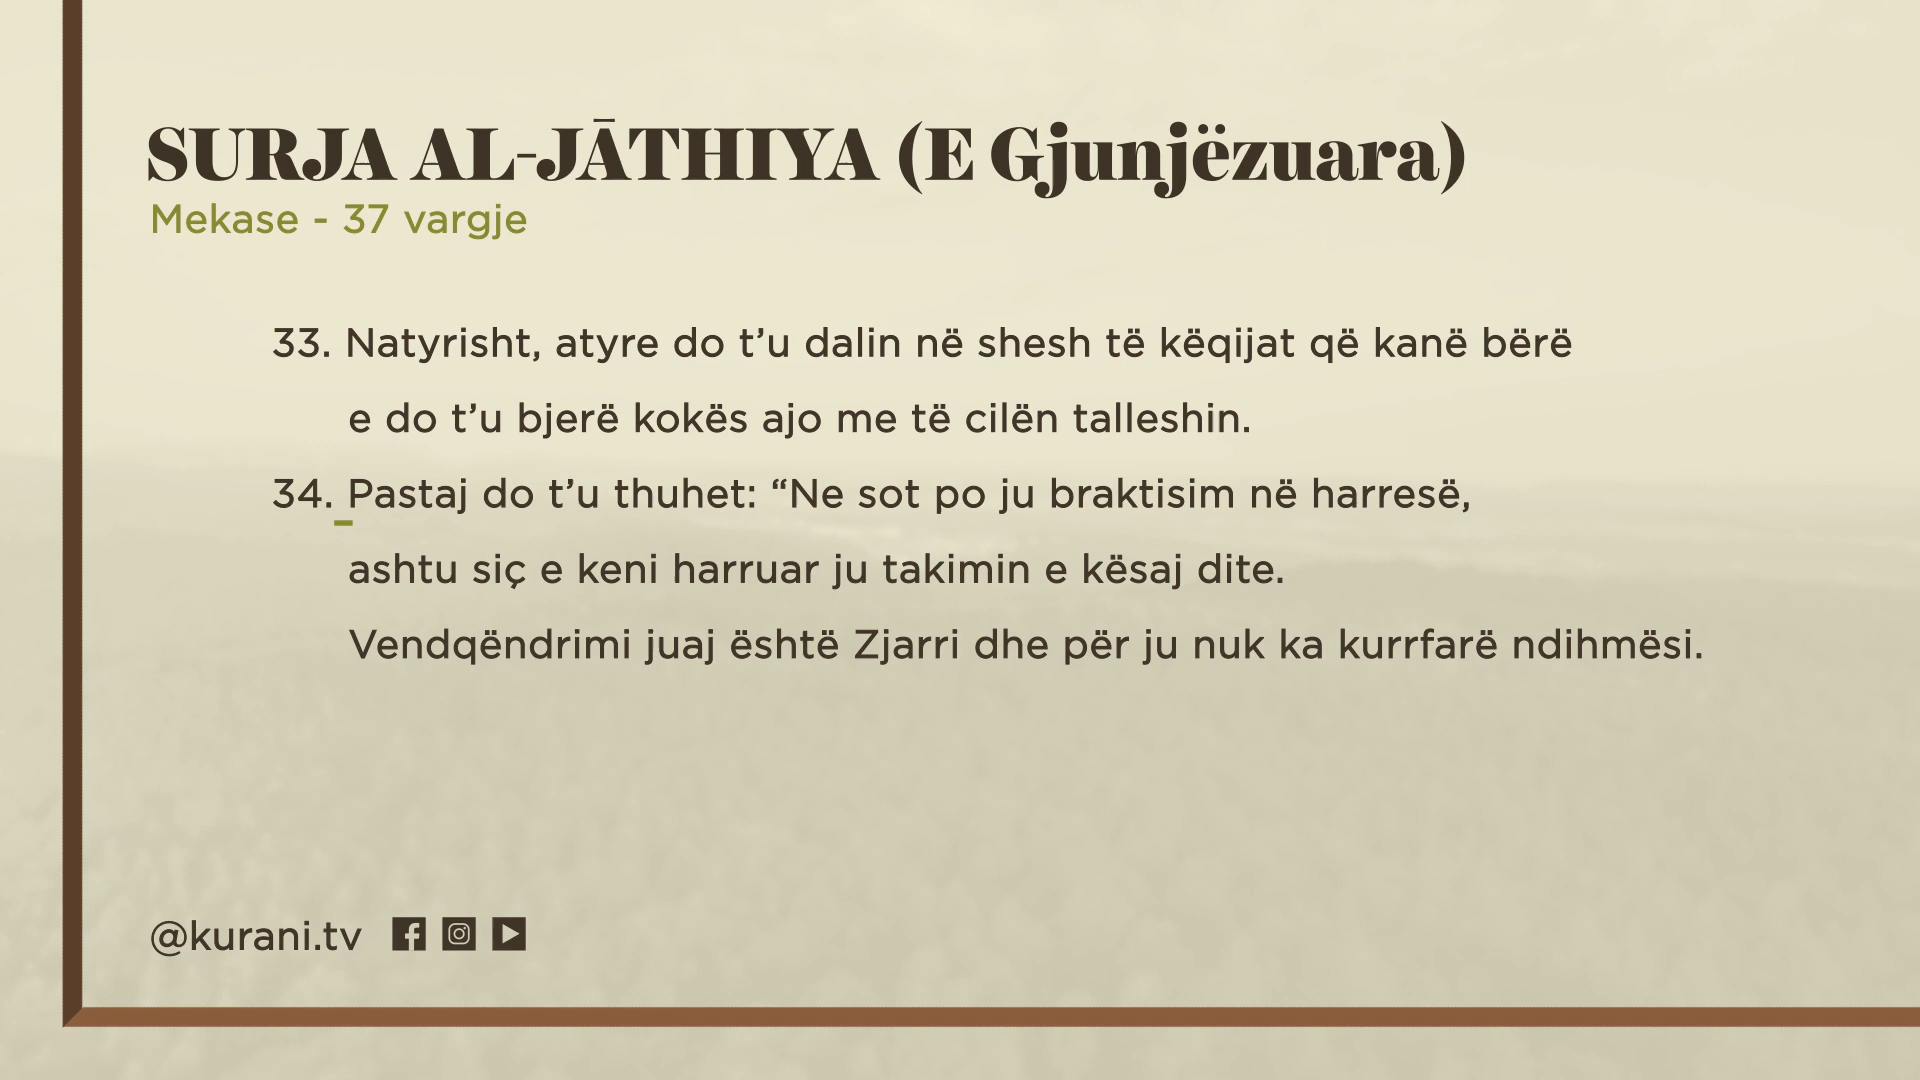 SURJA AL-JĀTHIYA (E Gjunjëzuara)
Mekase - 37 vargje
33. Natyrisht, atyre do t’u dalin në shesh të këqijat që kanë bërë
e do t’u bjerë kokës ajo me të cilën talleshin.
34. Pastaj do t’u thuhet: “Ne sot po ju braktisim në harresë,
ashtu siç e keni harruar ju takimin e kësaj dite.
Vendqëndrimi juaj është Zjarri dhe për ju nuk ka kurrfarë ndihmësi.
@kurani.tv